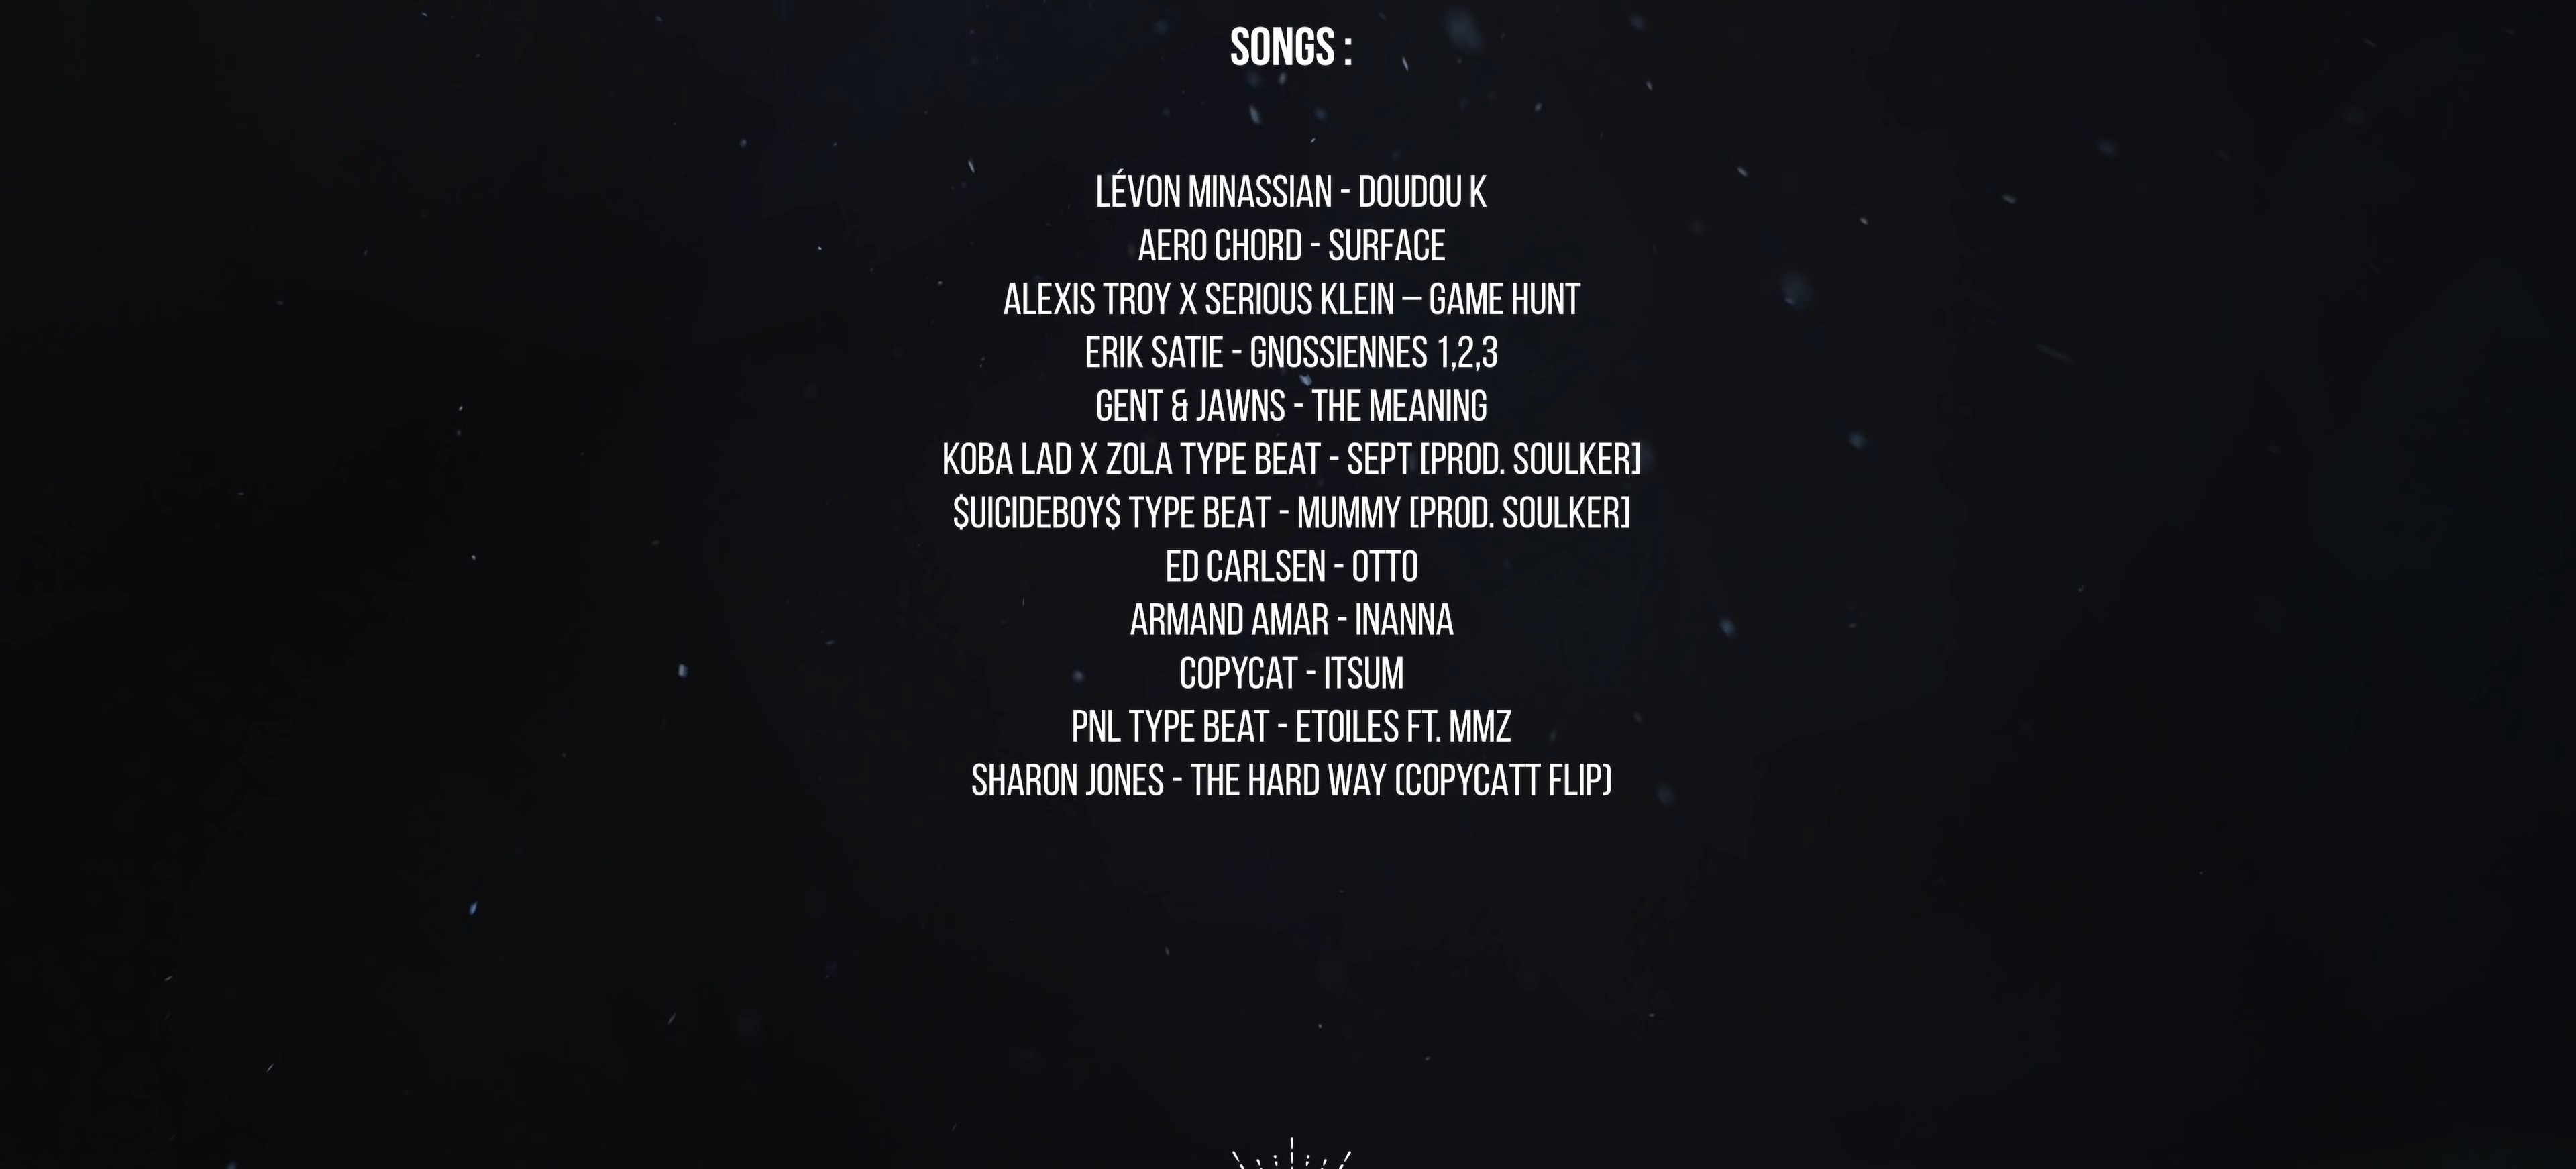 SONGS :
LÉVON MINASSIAN - DOUDOU K
AERO CHORD - SURFACE
ALEXIS TROY X SERIOUS KLEIN – GAME HUNT
ERIK SATIE - GNOSSIENNES 1,2,3
GENT & JAWNS - THE MEANING
KOBA LAD X ZOLA TYPE BEAT - SEPT [PROD. SOULKER]
$UICIDEBOY$ TYPE BEAT - MUMMY [PROD. SOULKER]
ED CARLSEN - OTTO
ARMAND AMAR - INANNA
COPYCAT - ITSUM
PNL TYPE BEAT - ETOILES FT. MMZ
SHARON JONES - THE HARD WAY (COPYCATT FLIP)